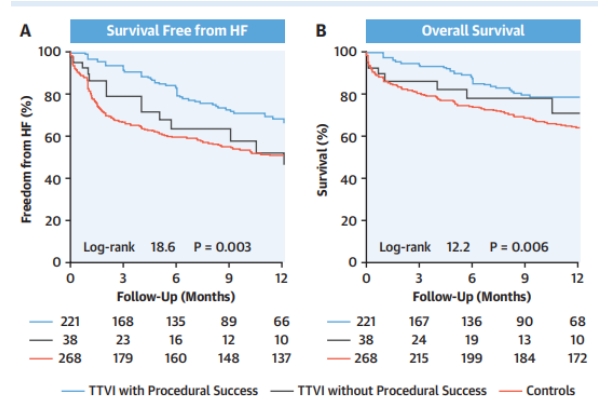 A Survival Free from HF
B Overall Survival
Freedom from HF (%)
100
80
60
40
20
0
Log-rank 18.6 P = 0.003
0 3 6 9 12
Follow-Up (Months)
221 168 135 89 66
38 23 16 12 10
268 179 160 148 137
Survival (%)
100
80
60
40
20
0
Log-rank 12.2 P = 0.006
0 3 6 9 12
Follow-Up (Months)
221 167 136 90 68
38 24 19 13 10
268 215 199 184 172
TTVI with Procedural Success TTVI without Procedural Success Controls